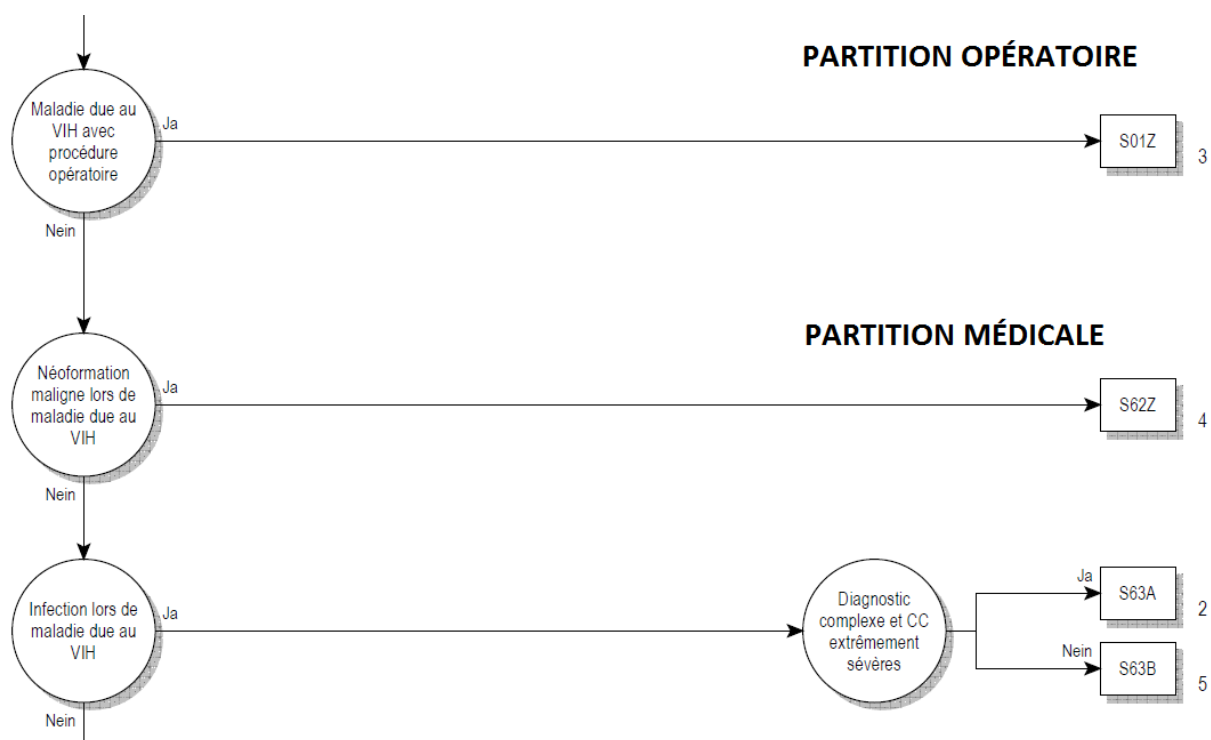 PARTITION OPÉRATOIRE
Maladie due au
VIH avec
procédure
opératoire
Ja
S01Z
3
Nein
PARTITION MÉDICALE
Néoformation
maligne lors de
maladie due au
VIH
Ja
S62Z
4
Nein
Infection lors de
maladie due au
VIH
Ja
Diagnostic
complexe et CC
extrêmement
sévères
Ja
S63A
2
Nein
S63B
5
Nein